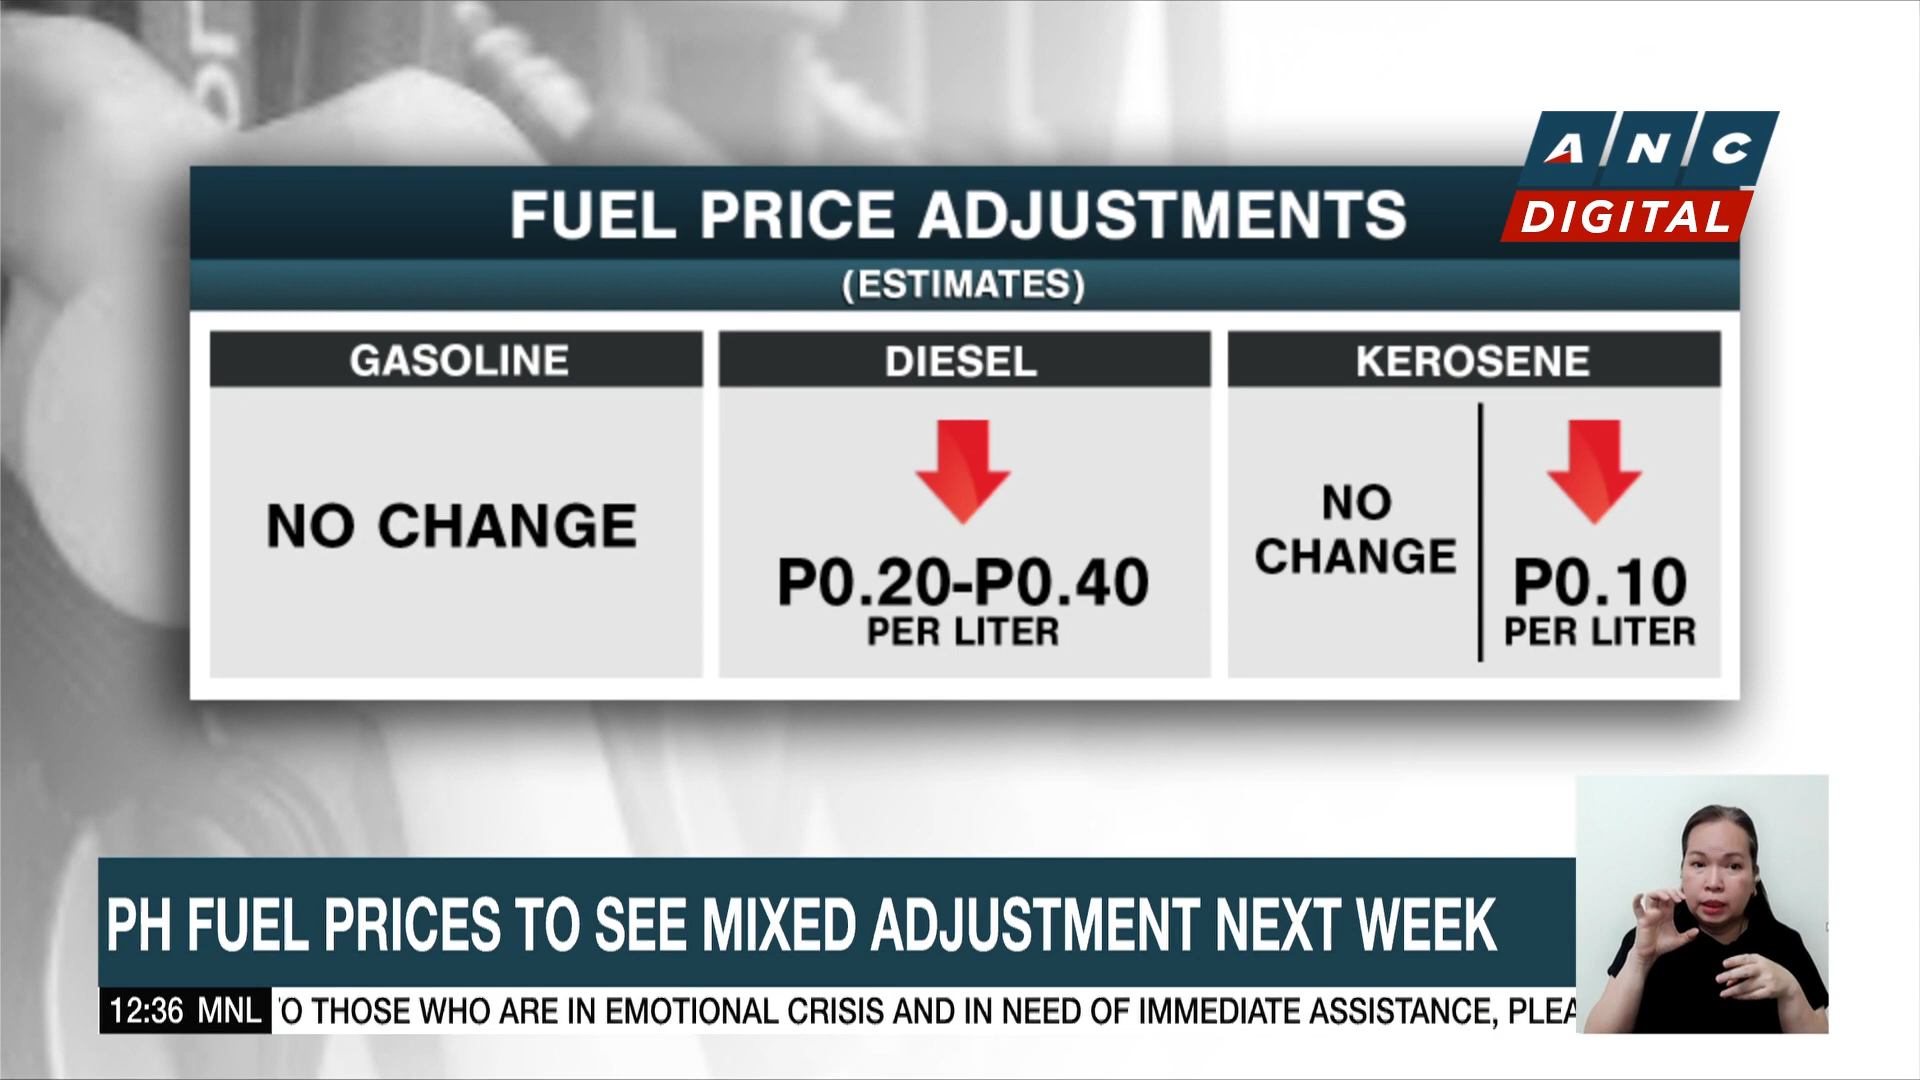 ANC
DIGITAL
FUEL PRICE ADJUSTMENTS
(ESTIMATES)
GASOLINE
DIESEL
KEROSENE
NO CHANGE
P0.20-P0.40
PER LITER
NO
CHANGE
P0.10
PER LITER
PH FUEL PRICES TO SEE MIXED ADJUSTMENT NEXT WEEK
12:36 MNL
O THOSE WHO ARE IN EMOTIONAL CRISIS AND IN NEED OF IMMEDIATE ASSISTANCE, PLEA